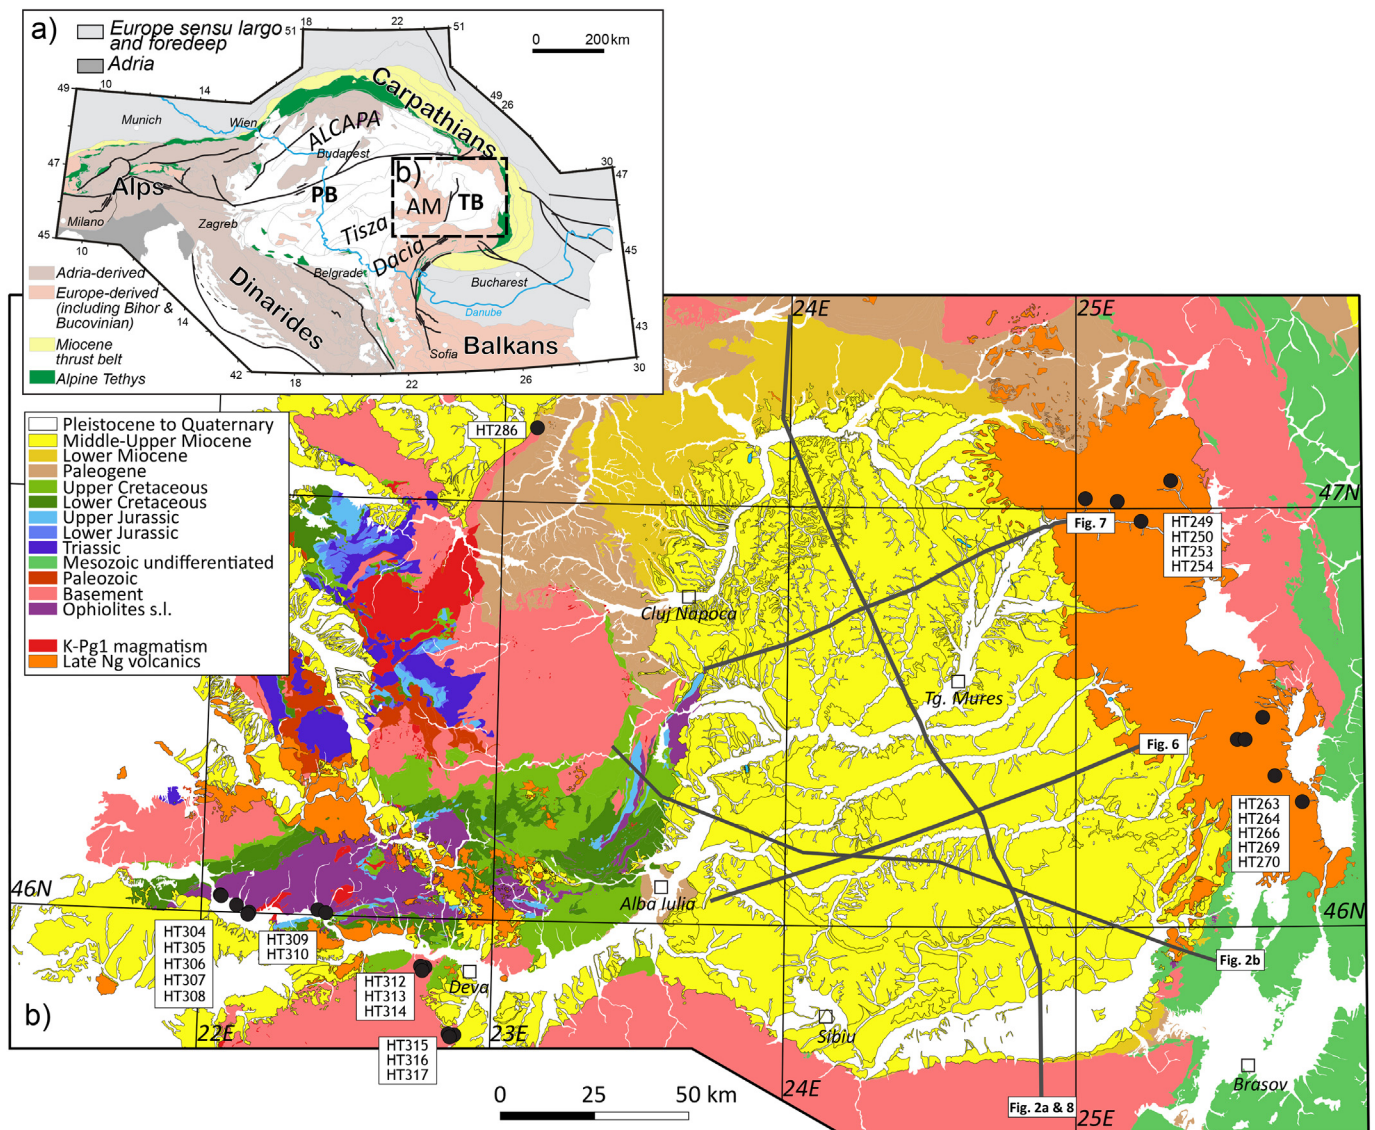 a)
Europe sensu largo
and foredeep
Adria
18
22
51
51
0
200km
49
10
14
49
26
Carpathians
Munich
Wien
ALCAPA
Budapest
30
47
47
b)
Alps
PB
AM
TB
Milano
Zagreb
Tisza
45
10
Dacia
45
Adria-derived
Belgrade
Bucharest
Europe-derived
(including Bihor &
Bucovinian)
Dinarides
Danube
14
43
Miocene
thrust belt
Sofia
Balkans
Alpine Tethys
42
18
22
26
30
24E
25E
Pleistocene to Quaternary
Middle-Upper Miocene
Lower Miocene
Paleogene
Upper Cretaceous
Lower Cretaceous
Upper Jurassic
Lower Jurassic
Triassic
Mesozoic undifferentiated
Paleozoic
Basement
Ophiolites s.l.
K-Pg1 magmatism
Late Ng volcanics
HT286
47N
Fig. 7
HT249
HT250
HT253
HT254
Cluj Napoca
Tg. Mures
Fig. 6
HT263
HT264
HT266
HT269
HT270
46N
Alba Iulia
46N
HT304
HT305
HT306
HT307
HT308
HT309
HT310
HT312
HT313
HT314
Deva
Fig. 2b
b)
22E
23E
Sibiu
HT315
HT316
HT317
Brasov
24E
Fig. 2a & 8
25E
0
25
50 km